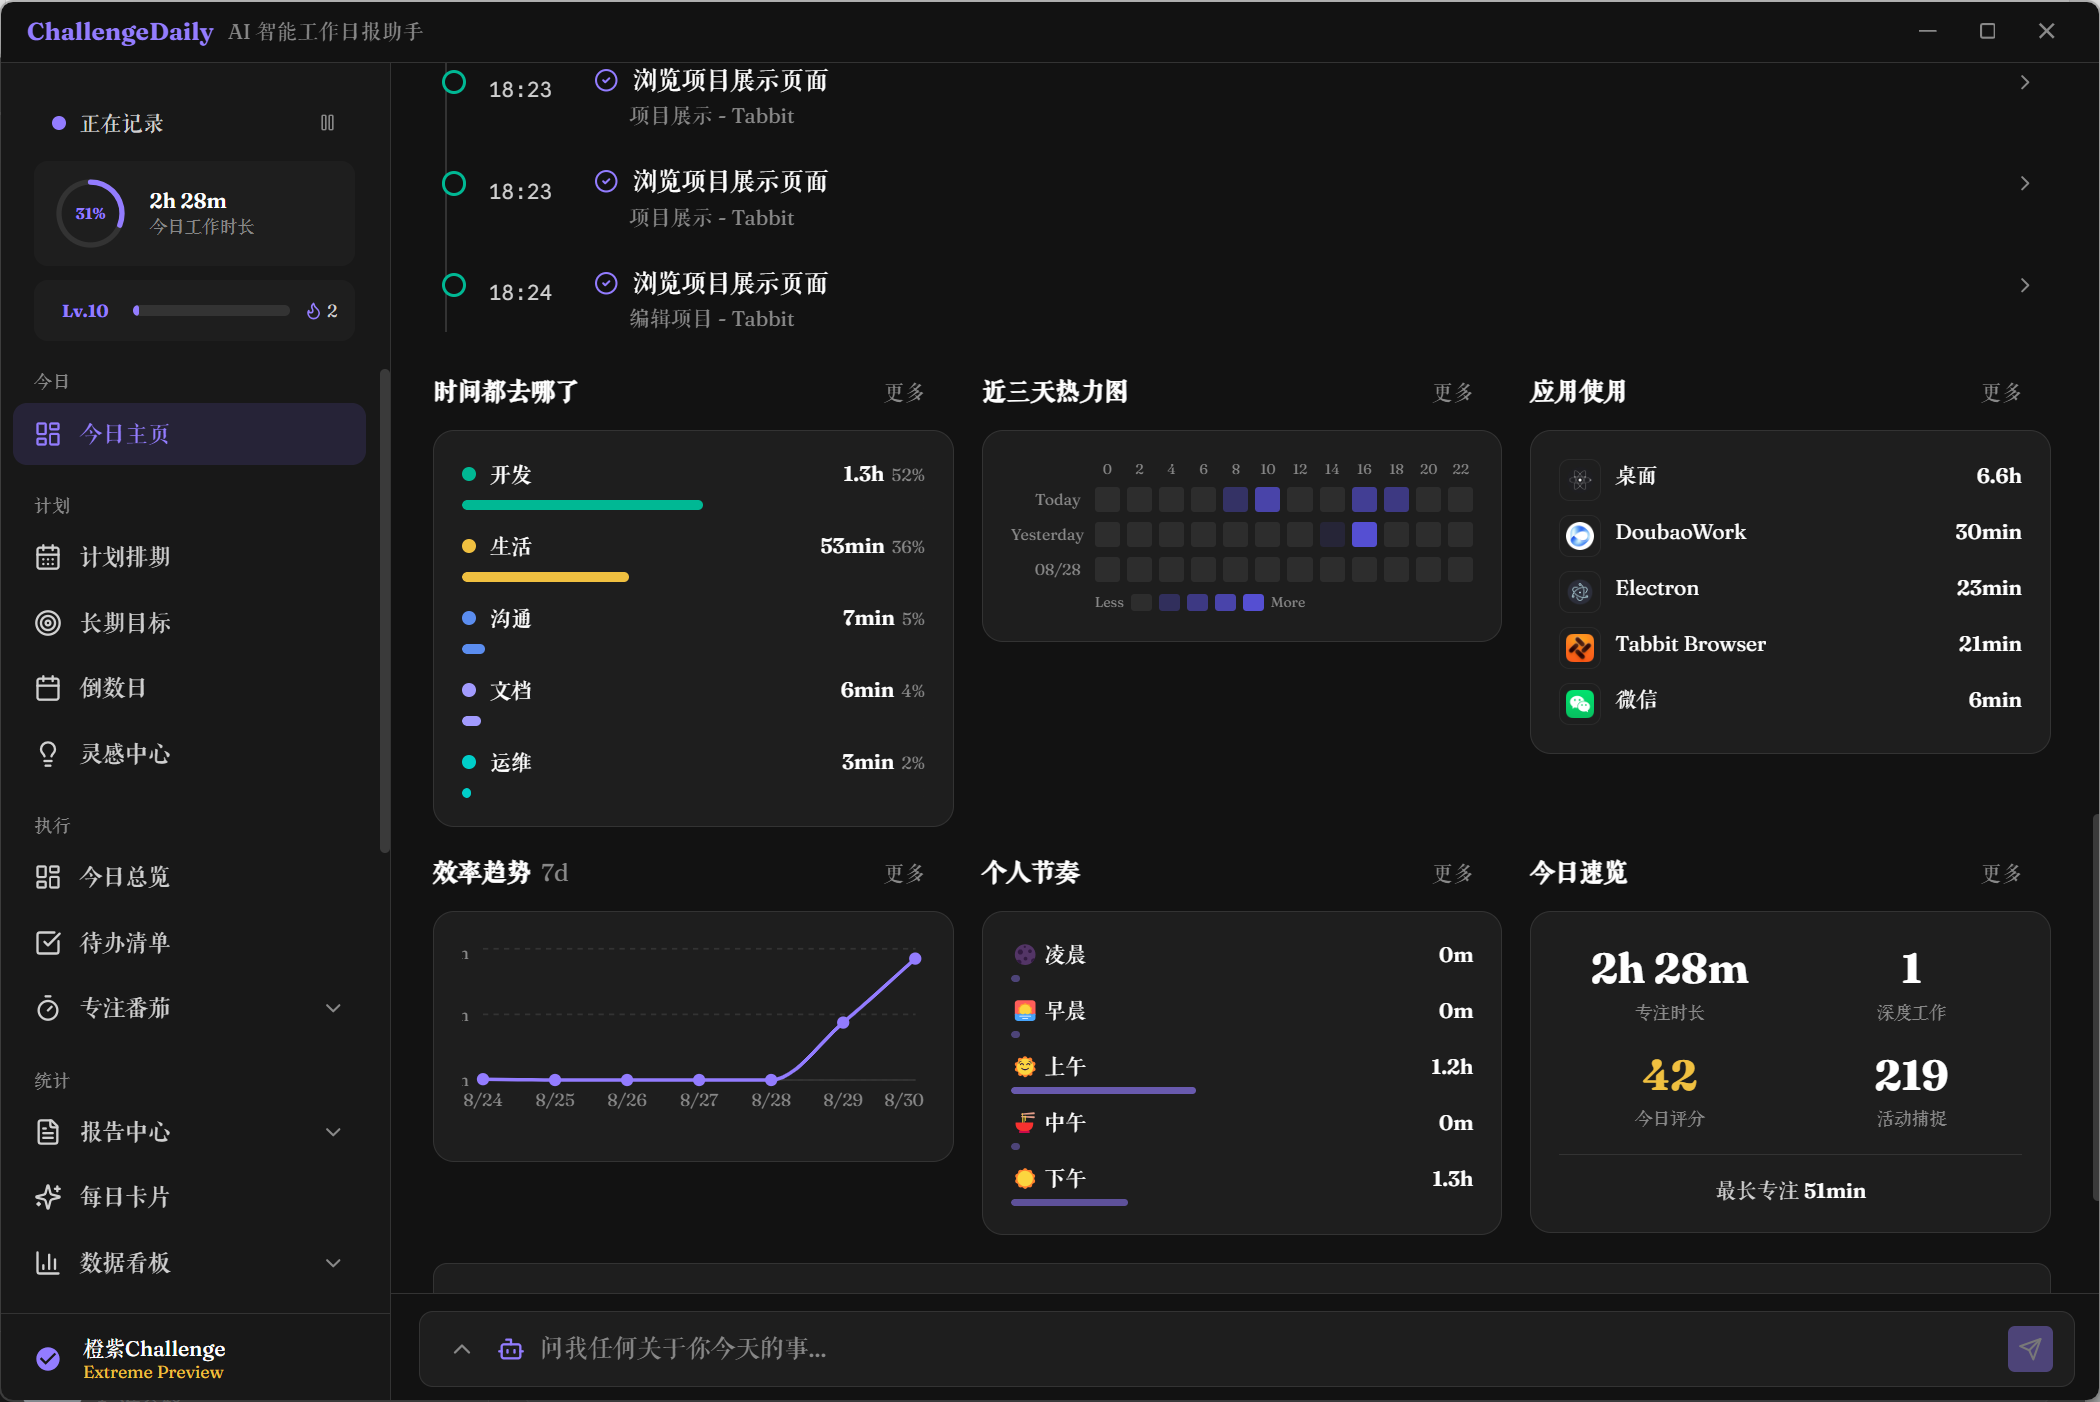 ChallengeDaily AI 智能工作日报助手
正在记录
31%
2h 28m
今日工作时长
Lv.10
2
今日
今日主页
计划
计划排期
长期目标
倒数日
灵感中心
执行
今日总览
待办清单
专注番茄
统计
报告中心
每日卡片
数据看板
橙紫Challenge
Extreme Preview
18:23 浏览项目展示页面
项目展示 - Tabbit
18:23 浏览项目展示页面
项目展示 - Tabbit
18:24 浏览项目展示页面
编辑项目 - Tabbit
时间都去哪了 更多
开发 1.3h 52%
生活 53min 36%
沟通 7min 5%
文档 6min 4%
运维 3min 2%
近三天热力图 更多
0 2 4 6 8 10 12 14 16 18 20 22
Today
Yesterday
08/28
Less More
应用使用 更多
桌面 6.6h
DoubaoWork 30min
Electron 23min
Tabbit Browser 21min
微信 6min
效率趋势 7d 更多
8/24 8/25 8/26 8/27 8/28 8/29 8/30
个人节奏 更多
凌晨 0m
早晨 0m
上午 1.2h
中午 0m
下午 1.3h
今日速览 更多
2h 28m
专注时长
1
深度工作
42
今日评分
219
活动捕捉
最长专注 51min
问我任何关于你今天的事...